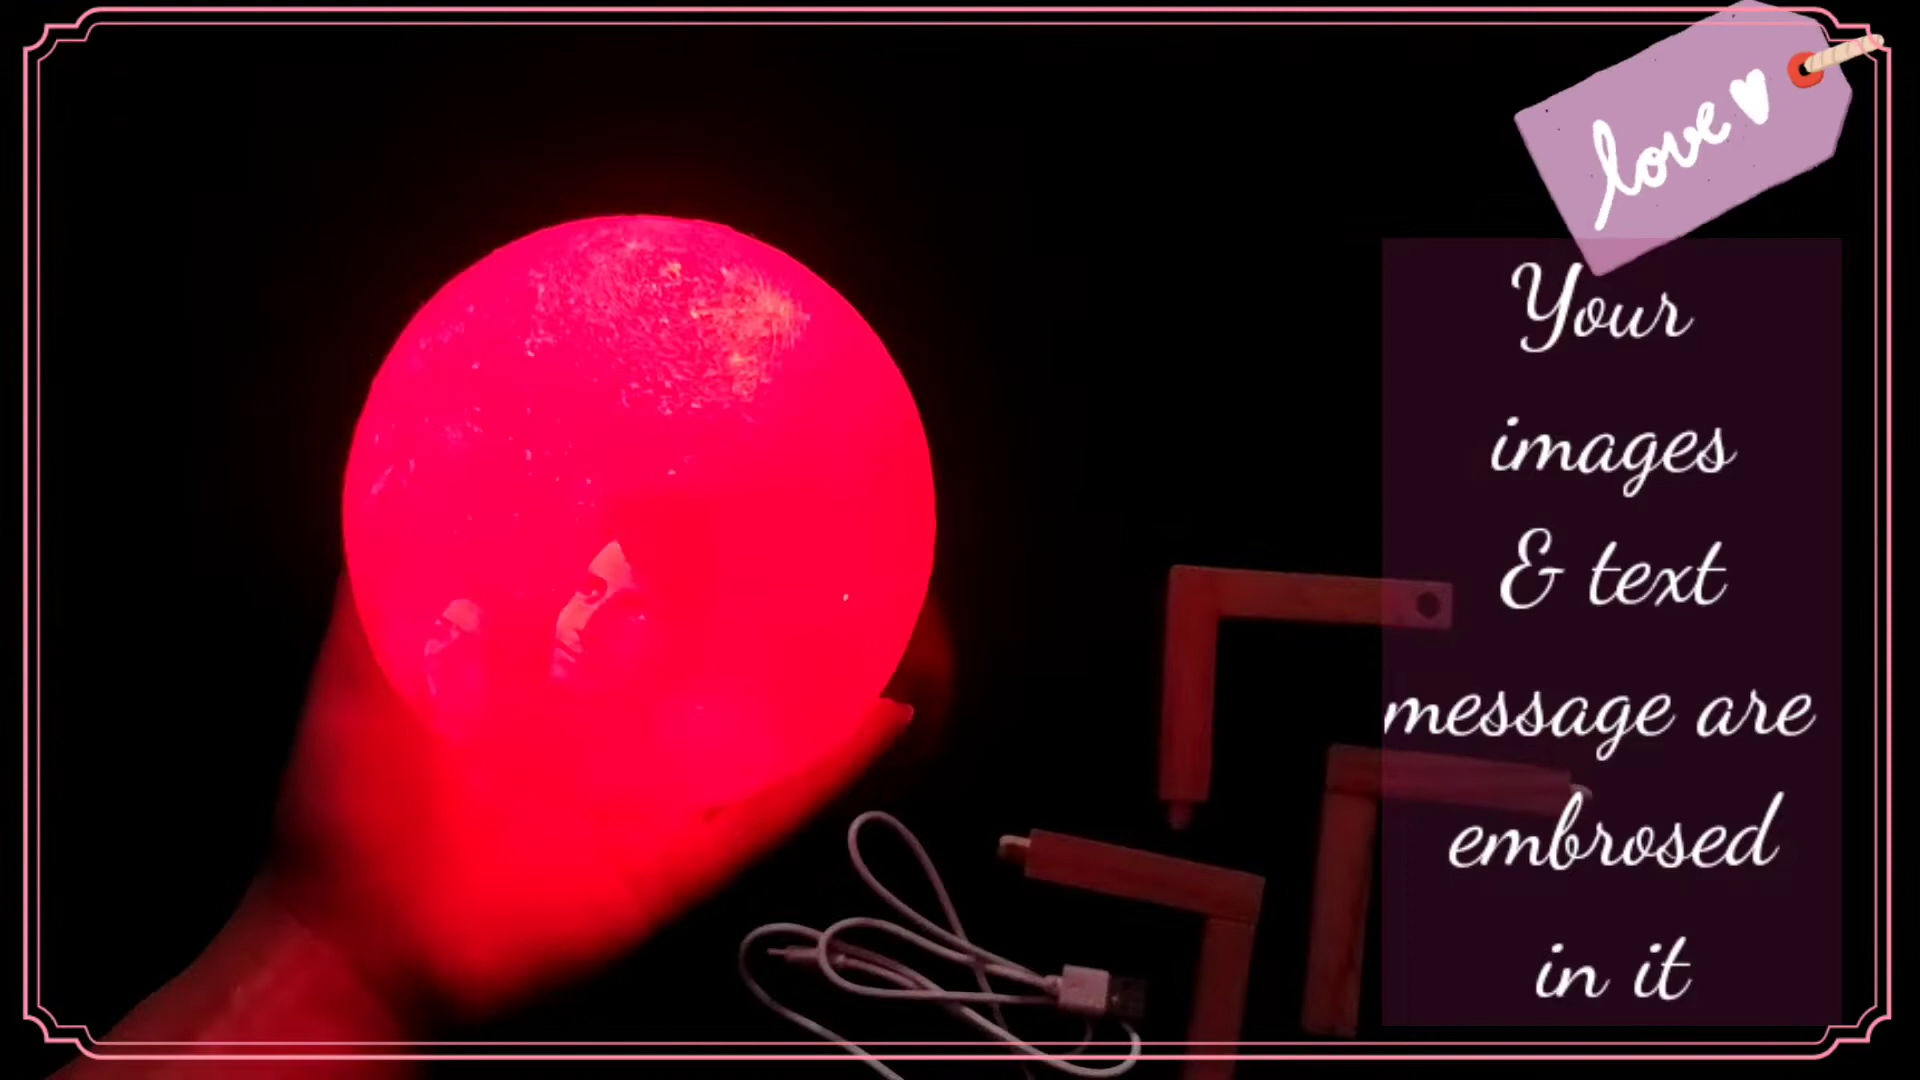 love
Your
images
& text
message are
embrosed
in it